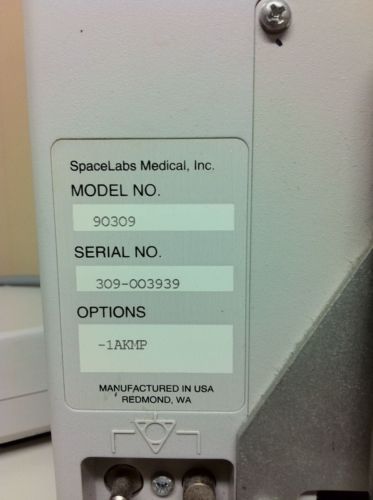 SpaceLabs Medical, Inc.
MODEL NO.
90309
SERIAL NO.
309-003939
OPTIONS
-1AKMP
MANUFACTURED IN USA
REDMOND, WA